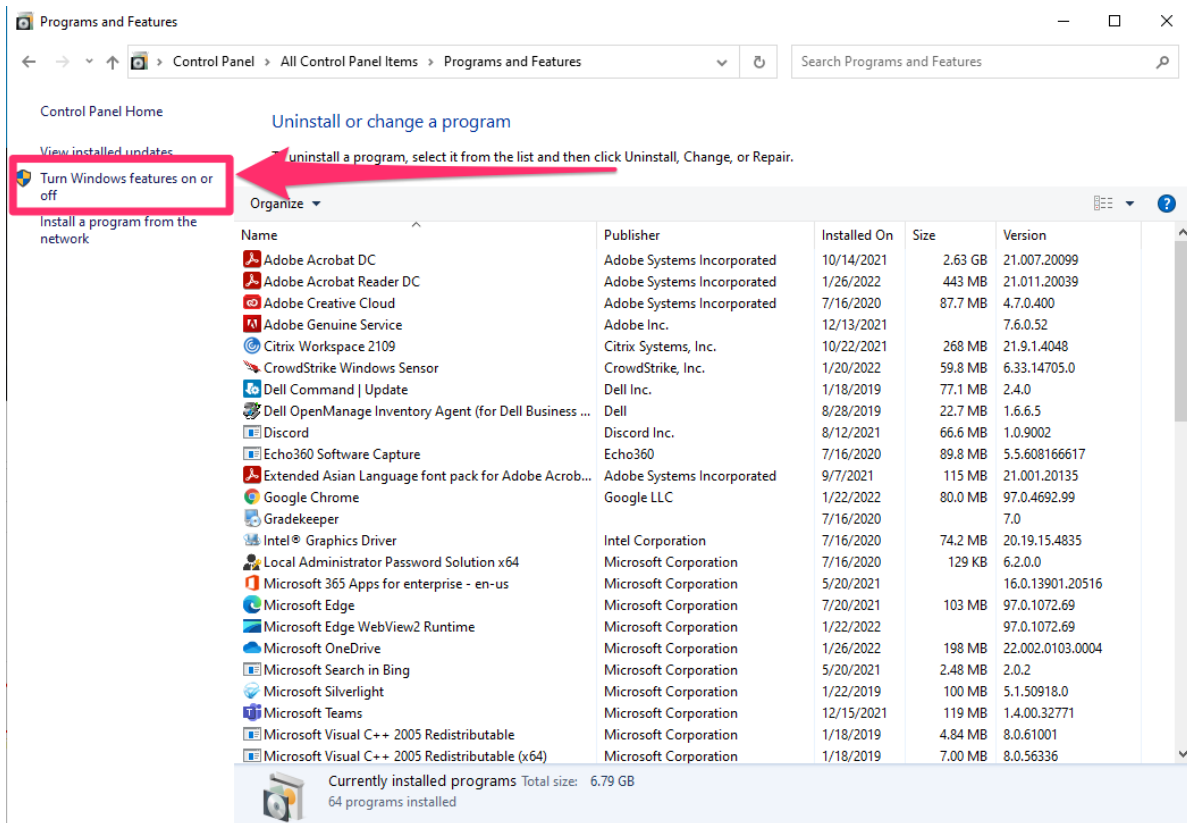 Programs and Features
Control Panel > All Control Panel Items > Programs and Features
Search Programs and Features
Control Panel Home
View installed updates
Turn Windows features on or
off
Install a program from the
network
Uninstall or change a program
uninstall a program, select it from the list and then click Uninstall, Change, or Repair.
Organize
Name Publisher Installed On Size Version
Adobe Acrobat DC Adobe Systems Incorporated 10/14/2021 2.63 GB 21.007.20099
Adobe Acrobat Reader DC Adobe Systems Incorporated 1/26/2022 443 MB 21.011.20039
Adobe Creative Cloud Adobe Systems Incorporated 7/16/2020 87.7 MB 4.7.0.400
Adobe Genuine Service Adobe Inc. 12/13/2021 7.6.0.52
Citrix Workspace 2109 Citrix Systems, Inc. 10/22/2021 268 MB 21.9.1.4048
CrowdStrike Windows Sensor CrowdStrike, Inc. 1/20/2022 59.8 MB 6.33.14705.0
Dell Command | Update Dell Inc. 1/18/2019 77.1 MB 2.4.0
Dell OpenManage Inventory Agent (for Dell Business ... Dell 8/28/2019 22.7 MB 1.6.6.5
Discord Discord Inc. 8/12/2021 66.6 MB 1.0.9002
Echo360 Software Capture Echo360 7/16/2020 89.8 MB 5.5.608166617
Extended Asian Language font pack for Adobe Acrob... Adobe Systems Incorporated 9/7/2021 115 MB 21.001.20135
Google Chrome Google LLC 1/22/2022 80.0 MB 97.0.4692.99
Gradekeeper 7/16/2020 7.0
Intel® Graphics Driver Intel Corporation 7/16/2020 74.2 MB 20.19.15.4835
Local Administrator Password Solution x64 Microsoft Corporation 7/16/2020 129 KB 6.2.0.0
Microsoft 365 Apps for enterprise - en-us Microsoft Corporation 5/20/2021 16.0.13901.20516
Microsoft Edge Microsoft Corporation 7/20/2021 103 MB 97.0.1072.69
Microsoft Edge WebView2 Runtime Microsoft Corporation 1/22/2022 97.0.1072.69
Microsoft OneDrive Microsoft Corporation 1/26/2022 198 MB 22.002.0103.0004
Microsoft Search in Bing Microsoft Corporation 5/20/2021 2.48 MB 2.0.2
Microsoft Silverlight Microsoft Corporation 1/22/2019 100 MB 5.1.50918.0
Microsoft Teams Microsoft Corporation 12/15/2021 119 MB 1.4.00.32771
Microsoft Visual C++ 2005 Redistributable Microsoft Corporation 1/18/2019 4.84 MB 8.0.61001
Microsoft Visual C++ 2005 Redistributable (x64) Microsoft Corporation 1/18/2019 7.00 MB 8.0.56336
Currently installed programs Total size: 6.79 GB
64 programs installed